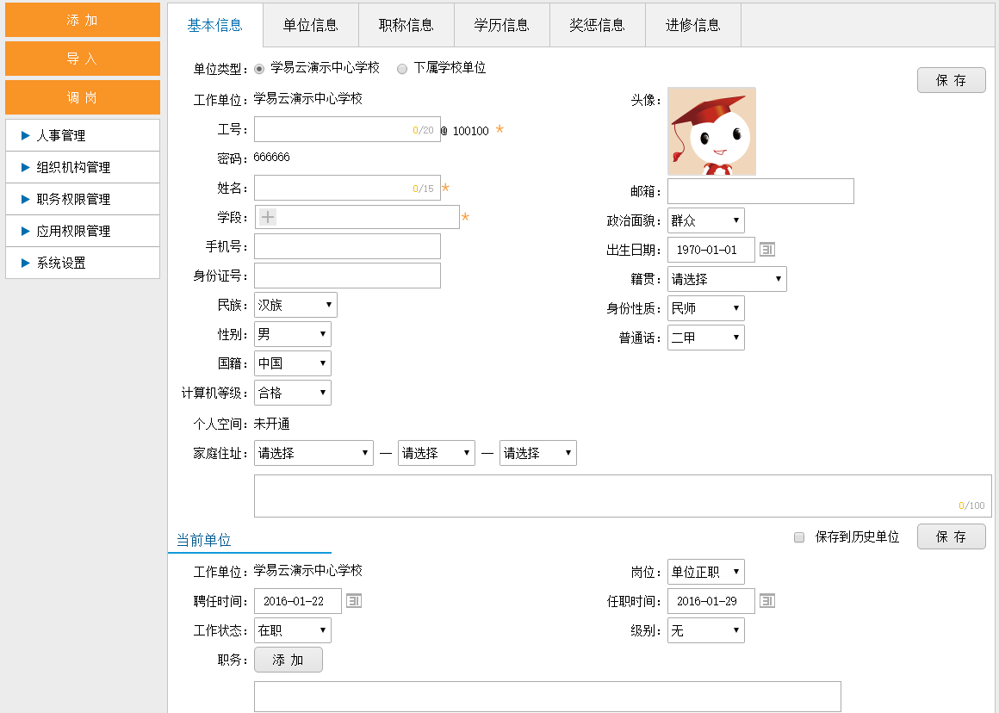 添 加
导 入
调 岗
人事管理
组织机构管理
职务权限管理
应用权限管理
系统设置
基本信息 单位信息 职称信息 学历信息 奖惩信息 进修信息
单位类型： 学易云演示中心学校 下属学校单位
保 存
工作单位：学易云演示中心学校
头像：
工号： 0/20 @ 100100 *
密码：666666
姓名： 0/15 *
邮箱：
学段： *
政治面貌：群众
手机号：
出生日期：1970-01-01 31
身份证号：
籍贯：请选择
民族：汉族
身份性质：民师
性别：男
普通话：二甲
国籍：中国
计算机等级：合格
个人空间：未开通
家庭住址：请选择 — 请选择 — 请选择
0/100
当前单位
保存到历史单位 保 存
工作单位：学易云演示中心学校
岗位：单位正职
聘任时间：2016-01-22 31
任职时间：2016-01-29 31
工作状态：在职
级别：无
职务：添 加